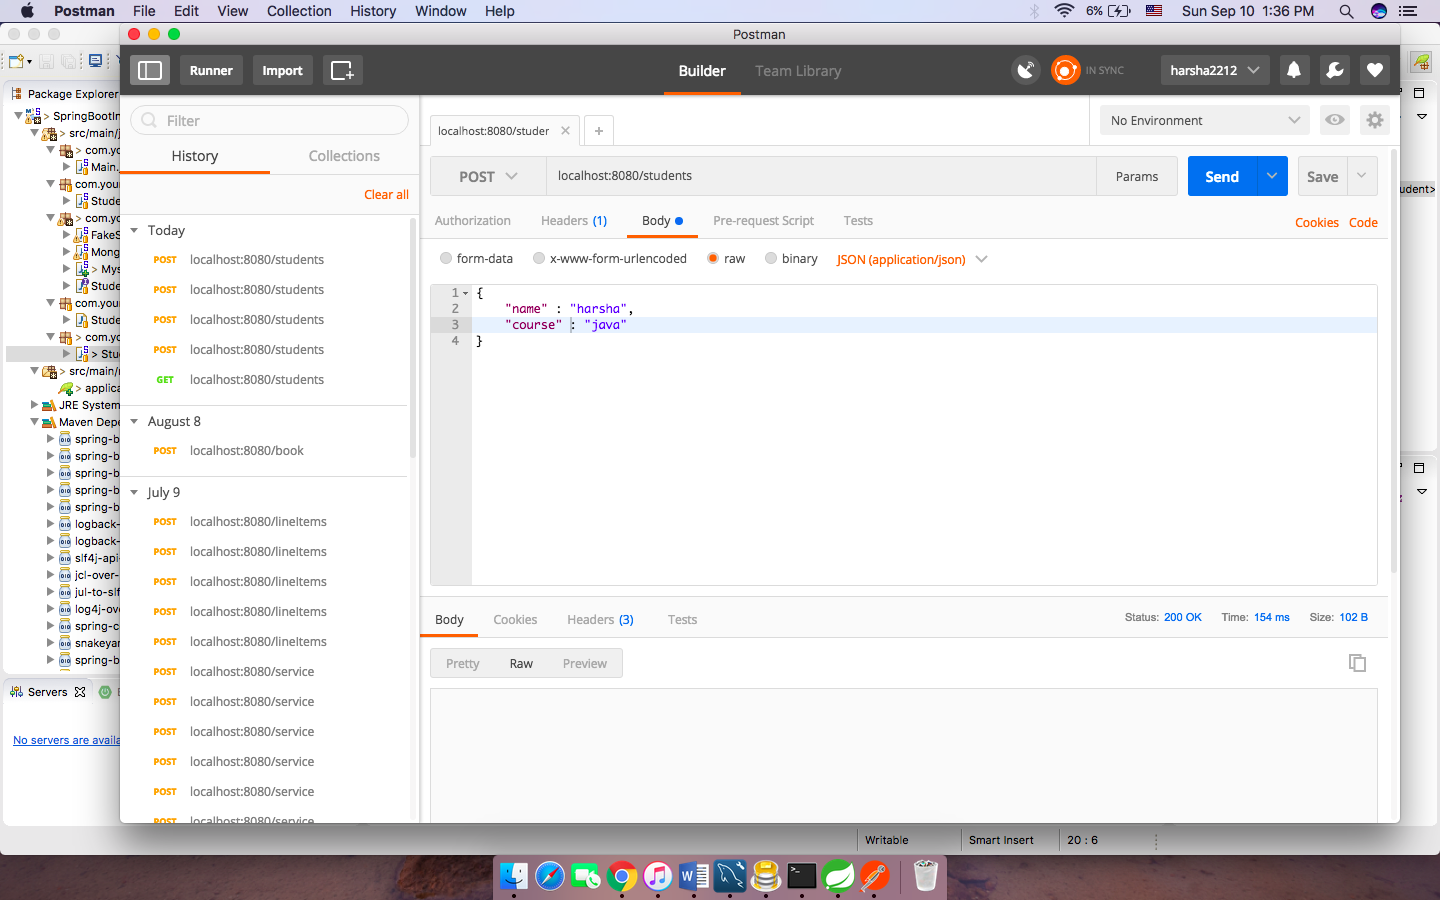 Postman File Edit View Collection History Window Help 6% Sun Sep 10 1:36 PM
Postman
Runner Import Builder Team Library IN SYNC harsha2212
Package Explorer
> SpringBootIn
> src/main/j
> com.yo
Main.
com.your
Stude
> com.yo
FakeS
Mong
> Mys
Stude
com.your
Stude
> com.yo
> Stu
> src/main/r
> applica
JRE System
Maven Depe
spring-b
spring-b
spring-b
spring-b
spring-b
logback-
logback-
slf4j-api-
jcl-over-
jul-to-slf
log4j-ov
spring-c
snakeyar
spring-b
Servers
No servers are availa
Filter
History Collections
Clear all
Today
POST localhost:8080/students
POST localhost:8080/students
POST localhost:8080/students
POST localhost:8080/students
GET localhost:8080/students
August 8
POST localhost:8080/book
July 9
POST localhost:8080/lineItems
POST localhost:8080/lineItems
POST localhost:8080/lineItems
POST localhost:8080/lineItems
POST localhost:8080/lineItems
POST localhost:8080/service
POST localhost:8080/service
POST localhost:8080/service
POST localhost:8080/service
POST localhost:8080/service
POST localhost:8080/service
localhost:8080/studer
No Environment
POST localhost:8080/students Params Send Save
udent>
Authorization Headers (1) Body Pre-request Script Tests Cookies Code
form-data x-www-form-urlencoded raw binary JSON (application/json)
1 {
2 "name" : "harsha",
3 "course" : "java"
4 }
Body Cookies Headers (3) Tests Status: 200 OK Time: 154 ms Size: 102 B
Pretty Raw Preview
Writable Smart Insert 20 : 6